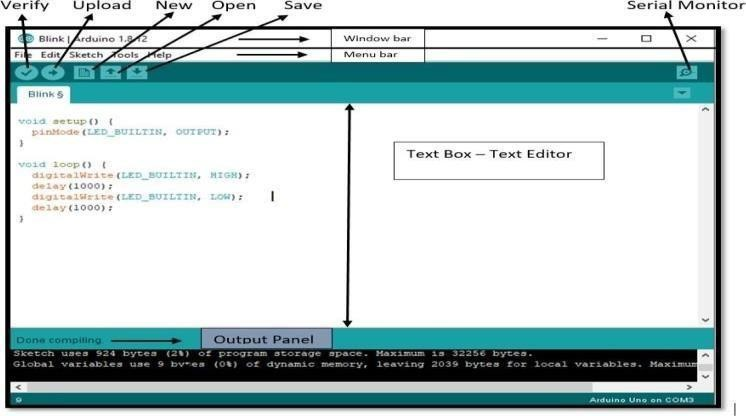 Verify Upload New Open Save Serial Monitor
Blink | Arduino 1.8.12 Window bar
File Edit Sketch Tools Help Menu bar
Blink §
void setup() {
pinMode(LED_BUILTIN, OUTPUT);
}
void loop() {
digitalWrite(LED_BUILTIN, HIGH);
delay(1000);
digitalWrite(LED_BUILTIN, LOW);
delay(1000);
}
Text Box – Text Editor
Done compiling. Output Panel
Sketch uses 924 bytes (2%) of program storage space. Maximum is 32256 bytes.
Global variables use 9 bytes (0%) of dynamic memory, leaving 2039 bytes for local variables. Maximum
9 Arduino Uno on COM3